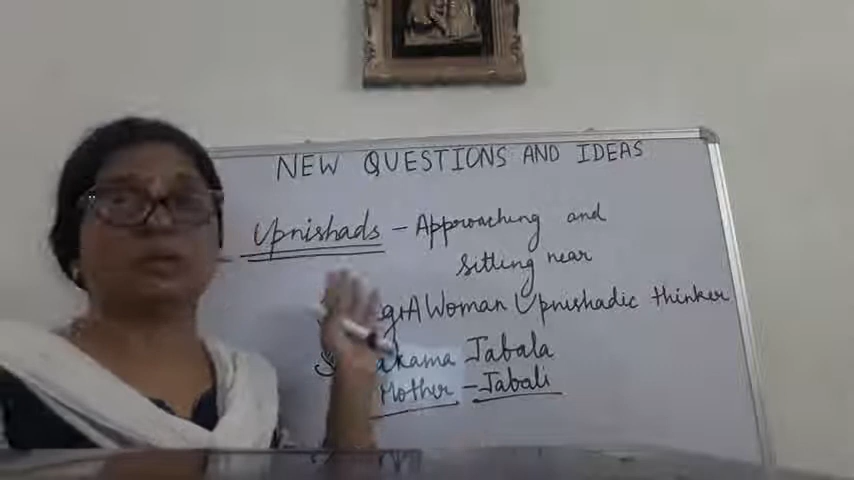 NEW QUESTIONS AND IDEAS
Upnishads - Approaching and
sitting near
A Woman Upnishadic thinker
Jabala
Mother - Jabali